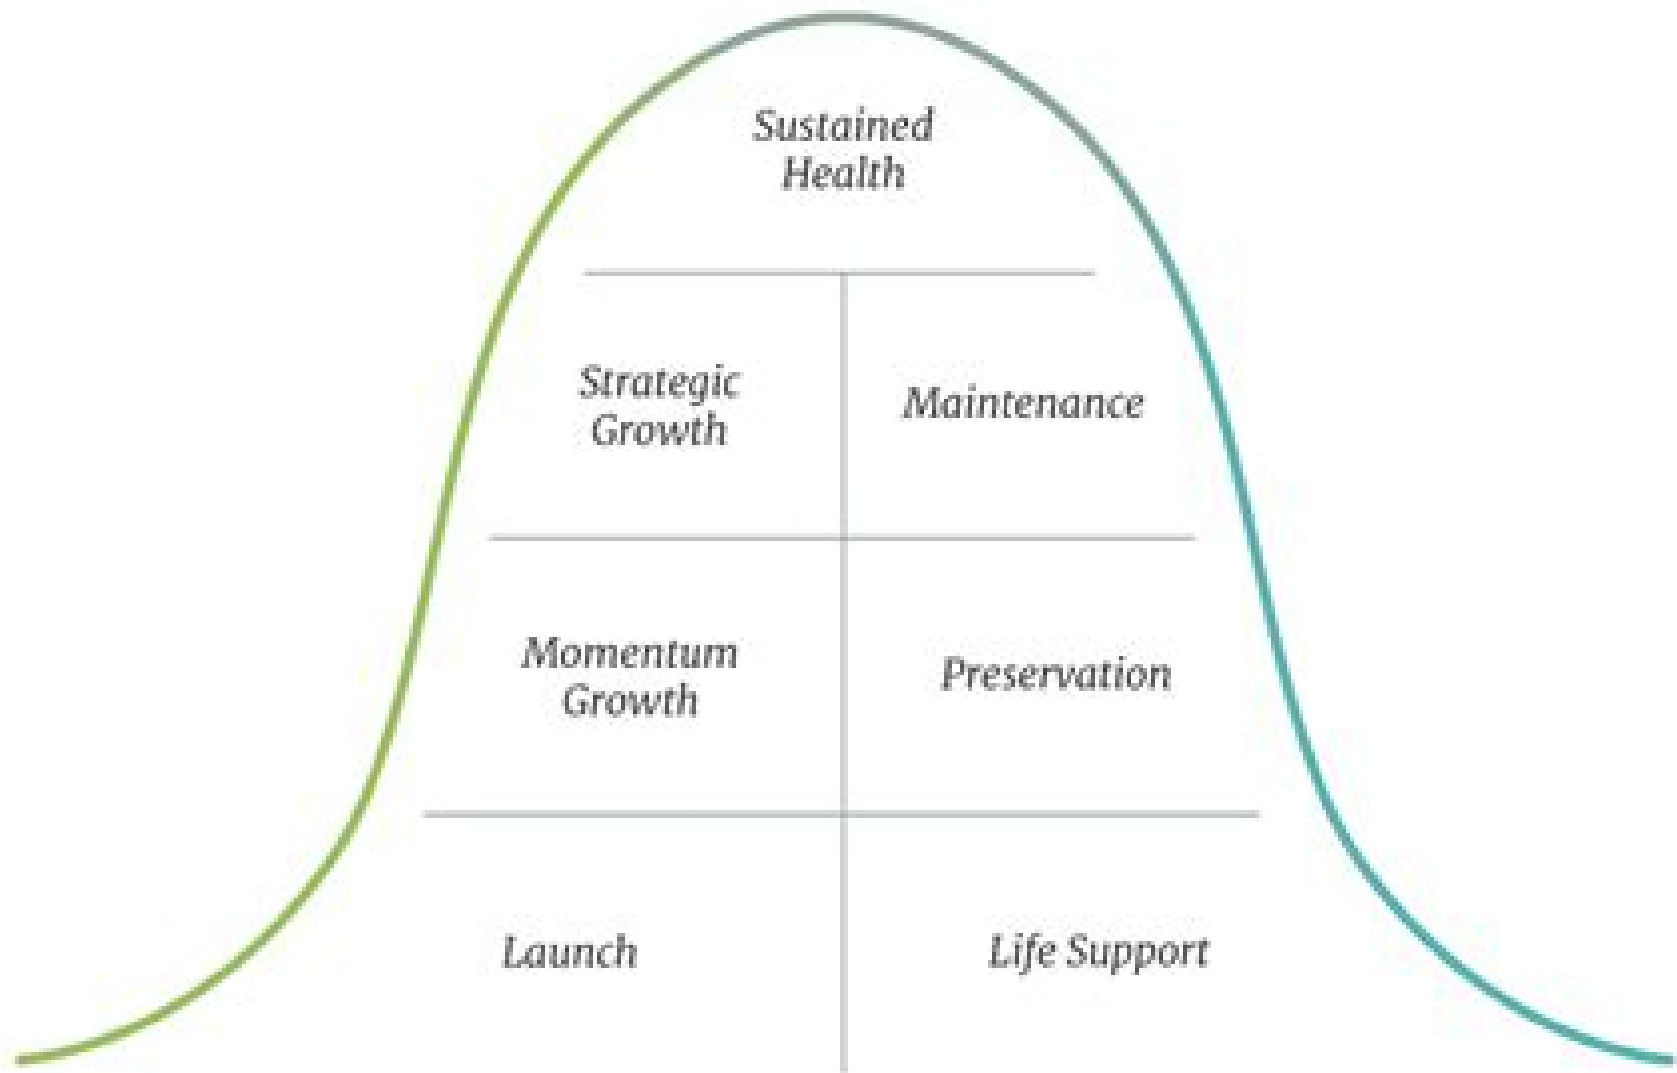 Sustained
Health
Strategic
Growth
Maintenance
Momentum
Growth
Preservation
Launch
Life Support